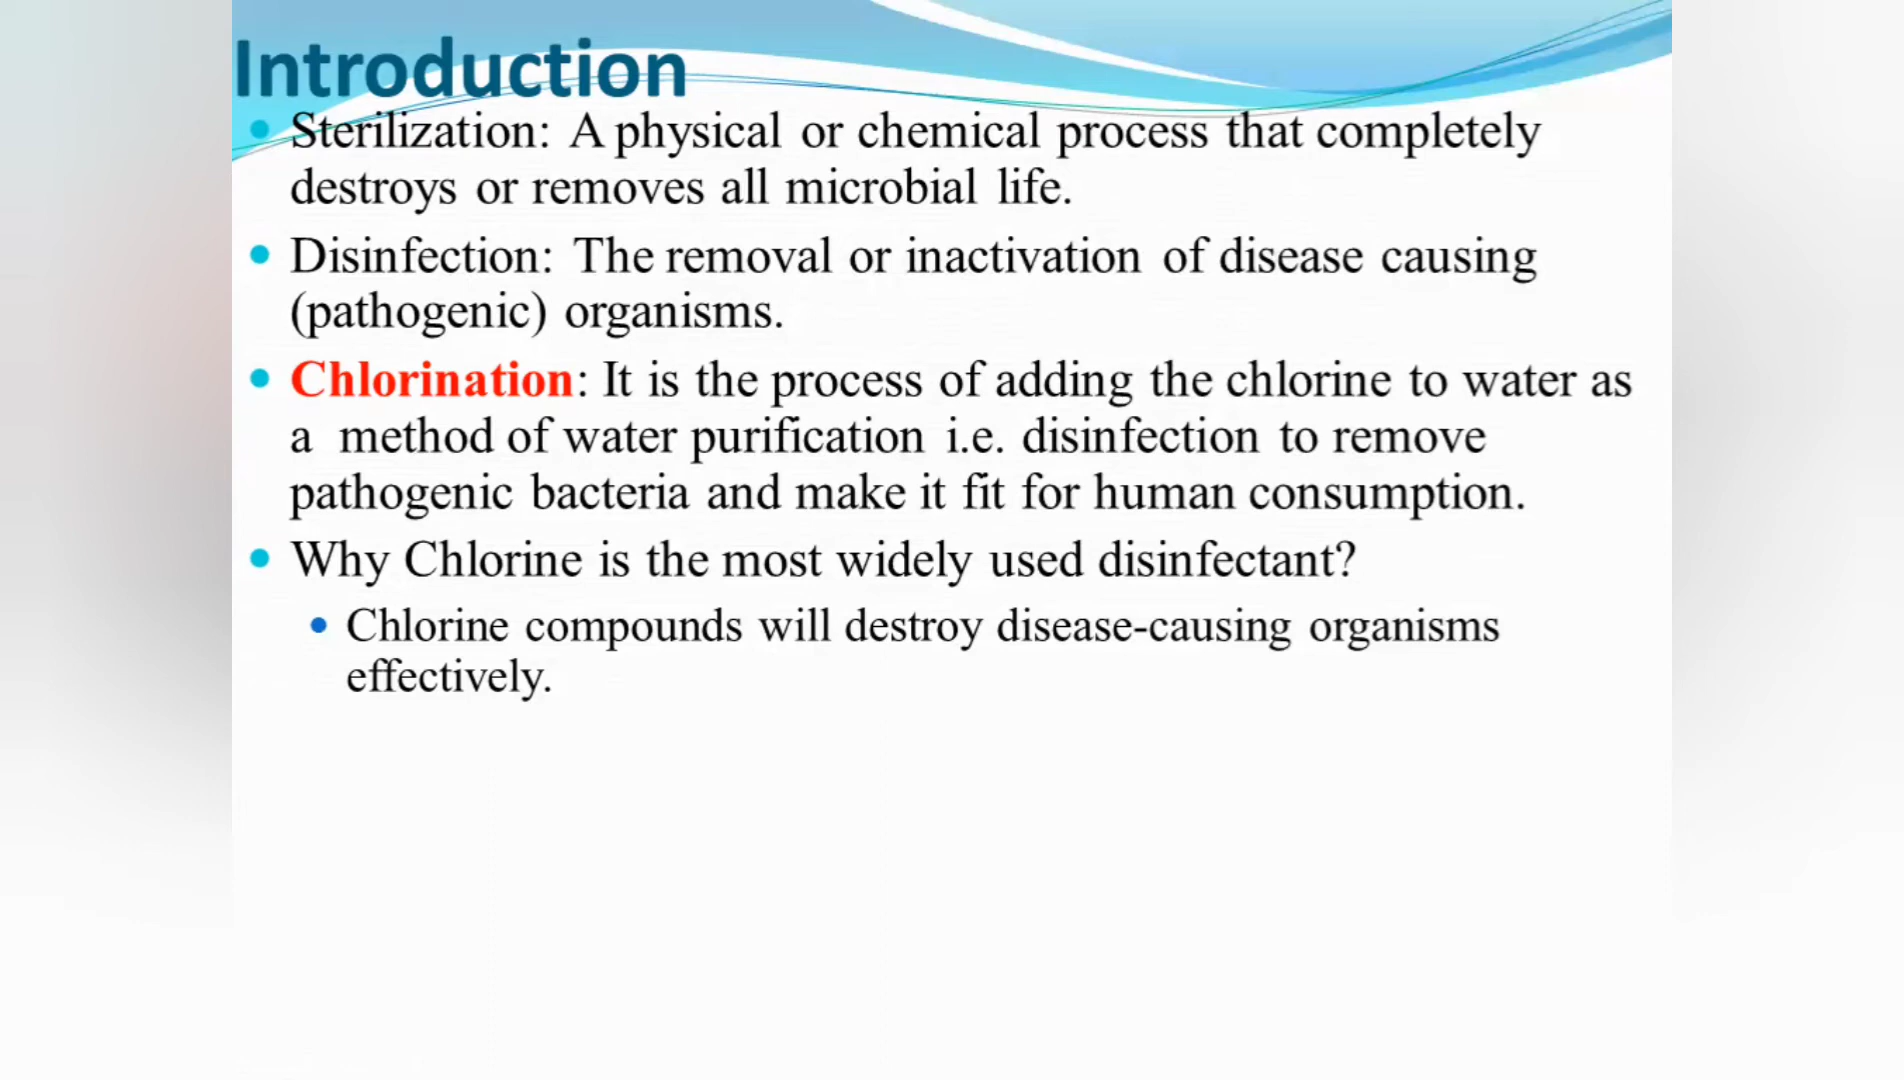 Introduction
Sterilization: A physical or chemical process that completely
destroys or removes all microbial life.
Disinfection: The removal or inactivation of disease causing
(pathogenic) organisms.
Chlorination: It is the process of adding the chlorine to water as
a method of water purification i.e. disinfection to remove
pathogenic bacteria and make it fit for human consumption.
Why Chlorine is the most widely used disinfectant?
Chlorine compounds will destroy disease-causing organisms
effectively.